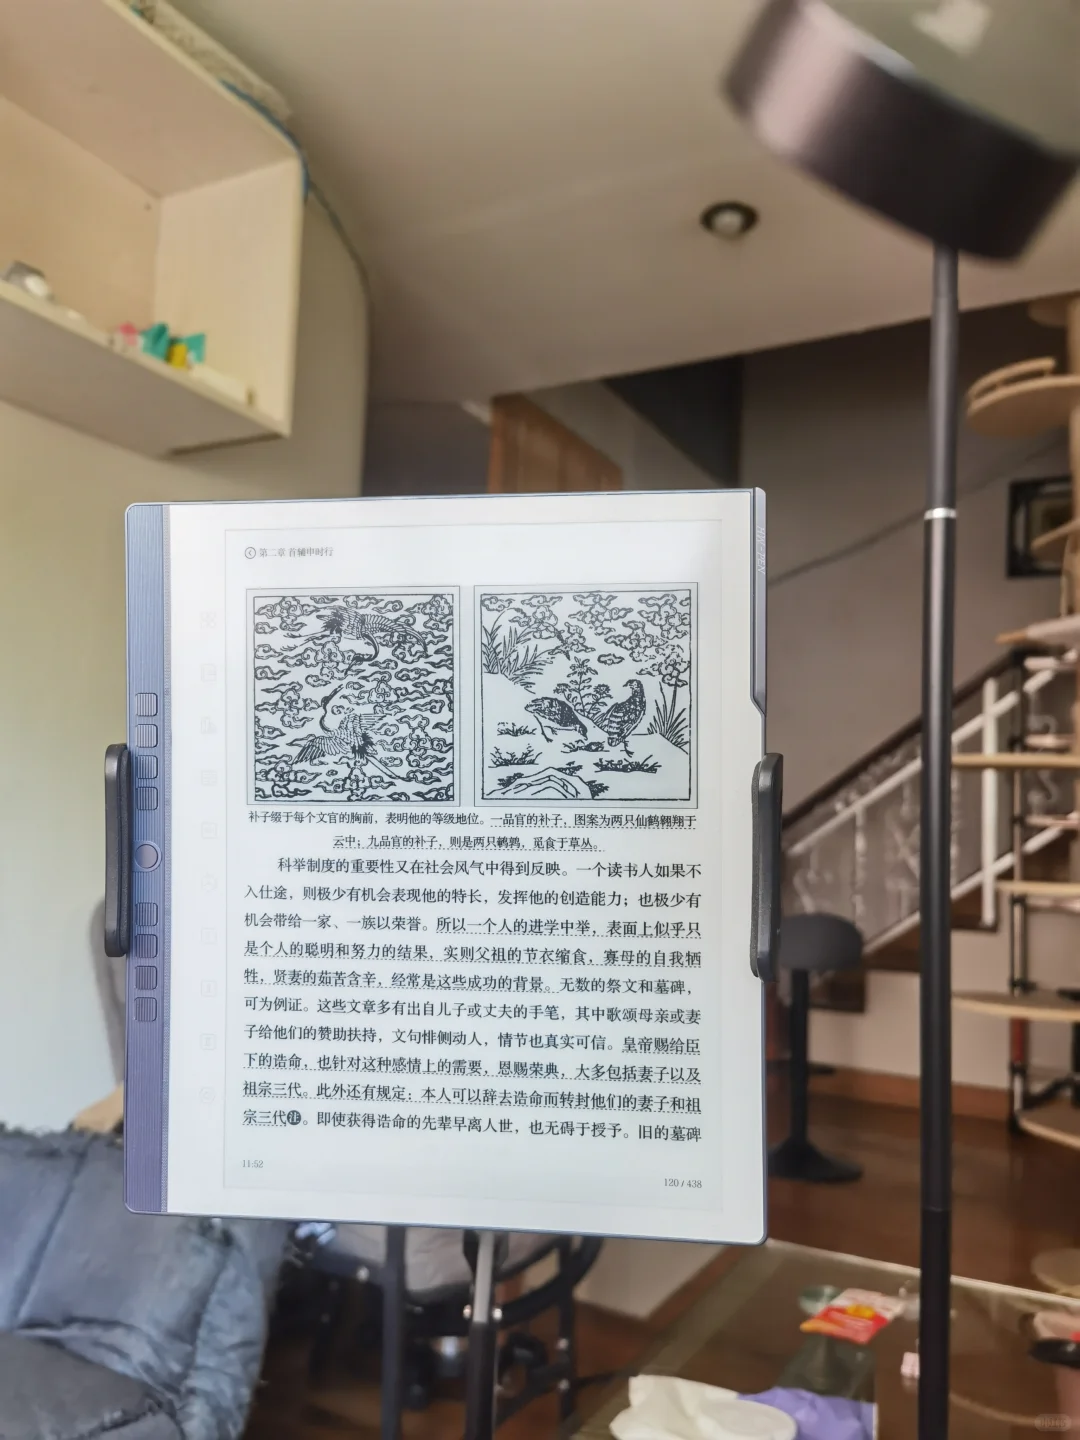 第二章 首辅申时行
补子缀于每个文官的胸前，表明他的等级地位。一品官的补子，图案为两只仙鹤翱翔于
云中；九品官的补子，则是两只鹌鹑，觅食于草丛。
科举制度的重要性又在社会风气中得到反映。一个读书人如果不
入仕途，则极少有机会表现他的特长，发挥他的创造能力；也极少有
机会带给一家、一族以荣誉。所以一个人的进学中举，表面上似乎只
是个人的聪明和努力的结果，实则父祖的节衣缩食，寡母的自我牺
牲，贤妻的茹苦含辛，经常是这些成功的背景。无数的祭文和墓碑，
可为例证。这些文章多有出自儿子或丈夫的手笔，其中歌颂母亲或妻
子给他们的赞助扶持，文句悱恻动人，情节也真实可信。皇帝赐给臣
下的诰命，也针对这种感情上的需要，恩赐荣典，大多包括妻子以及
祖宗三代。此外还有规定：本人可以辞去诰命而转封他们的妻子和祖
宗三代注。即使获得诰命的先辈早离人世，也无碍于授予。旧的墓碑
11:52
120 / 438